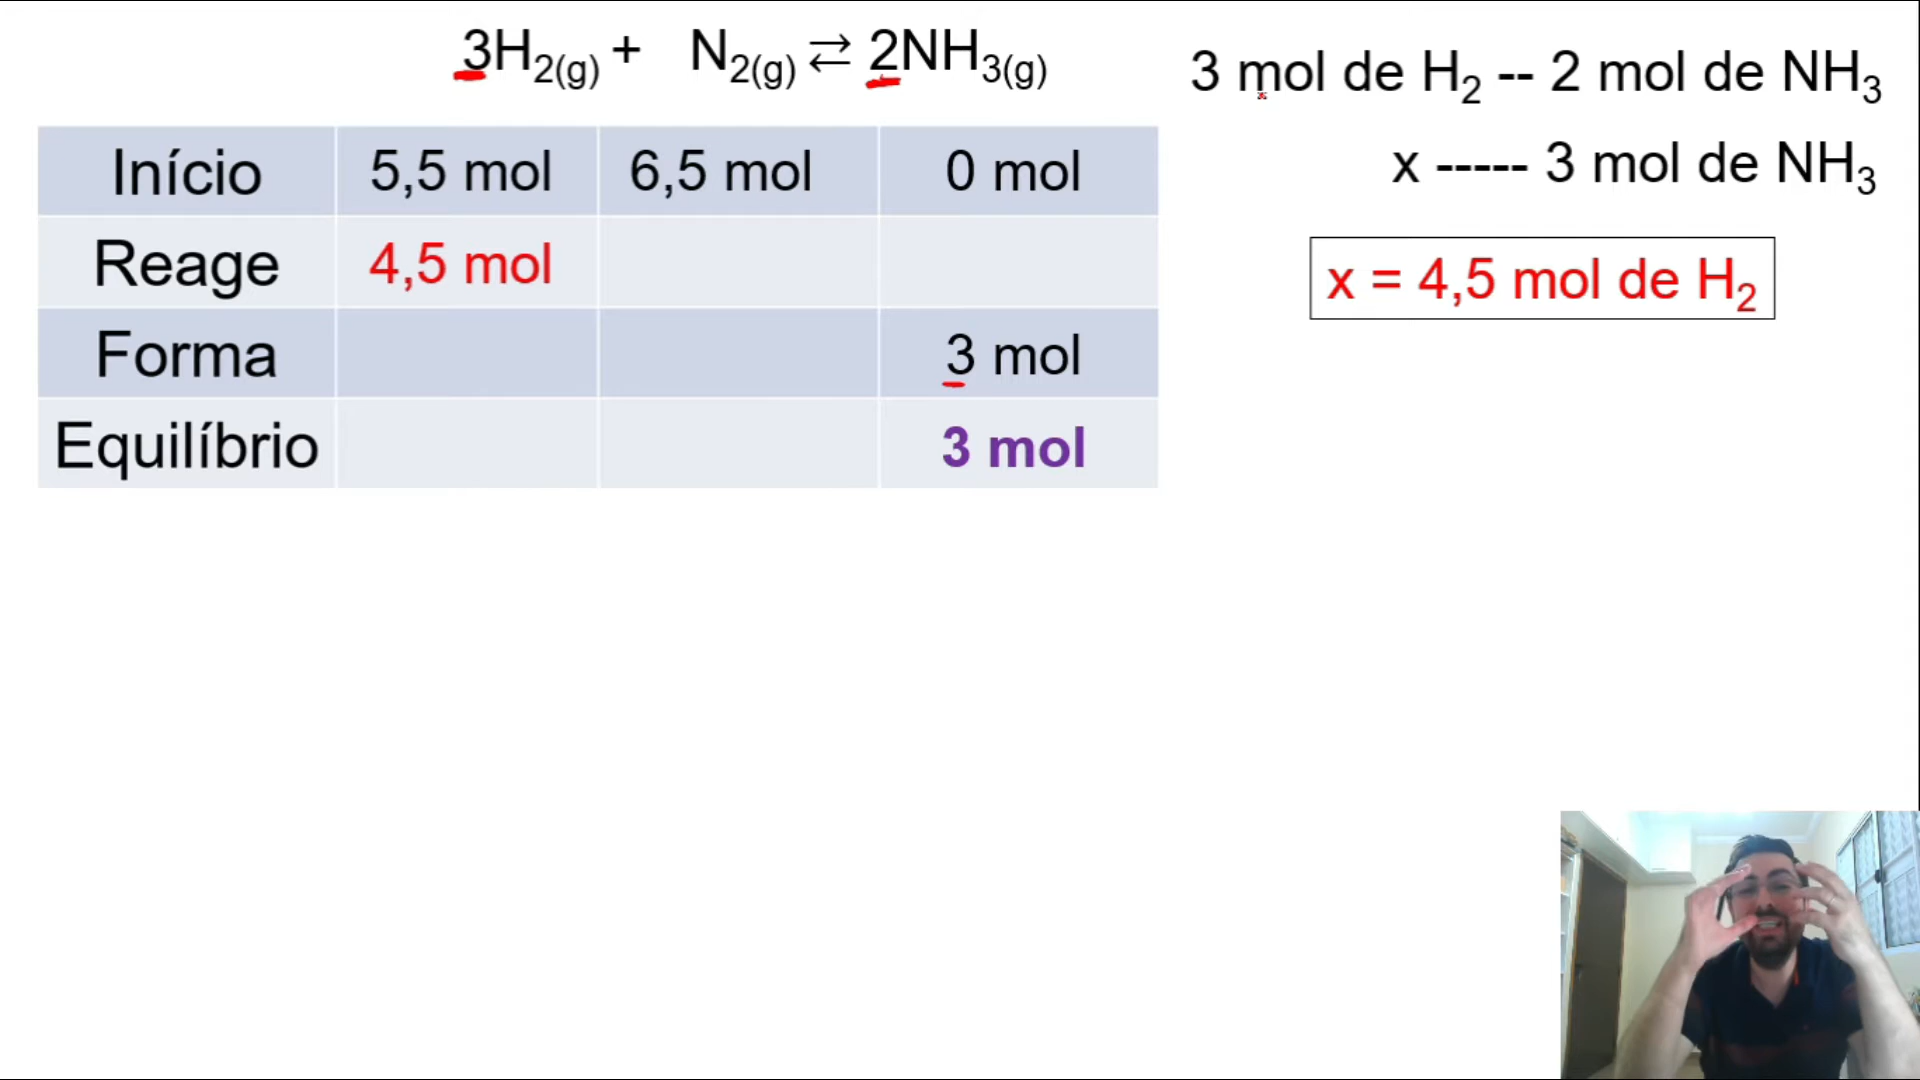 3H2(g) + N2(g) ⇄ 2NH3(g)
Início 5,5 mol 6,5 mol 0 mol
Reage 4,5 mol
Forma 3 mol
Equilíbrio 3 mol
3 mol de H2 -- 2 mol de NH3
x ----- 3 mol de NH3
x = 4,5 mol de H2